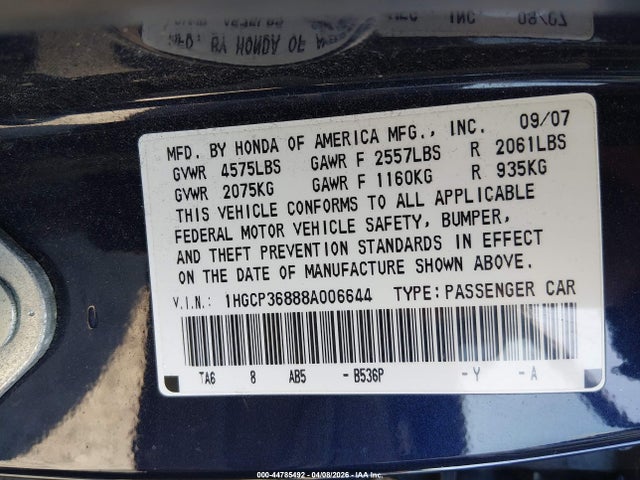 MFD. BY HONDA OF AMERICA MFG., INC. 09/07
GVWR 4575LBS GAWR F 2557LBS R 2061LBS
GVWR 2075KG GAWR F 1160KG R 935KG
THIS VEHICLE CONFORMS TO ALL APPLICABLE
FEDERAL MOTOR VEHICLE SAFETY, BUMPER,
AND THEFT PREVENTION STANDARDS IN EFFECT
ON THE DATE OF MANUFACTURE SHOWN ABOVE.
V.I.N.: 1HGCP36888A006644 TYPE: PASSENGER CAR
TA6 8 AB5 -B536P -Y -A
000-44785492 - 04/08/2026 - IAA Inc.